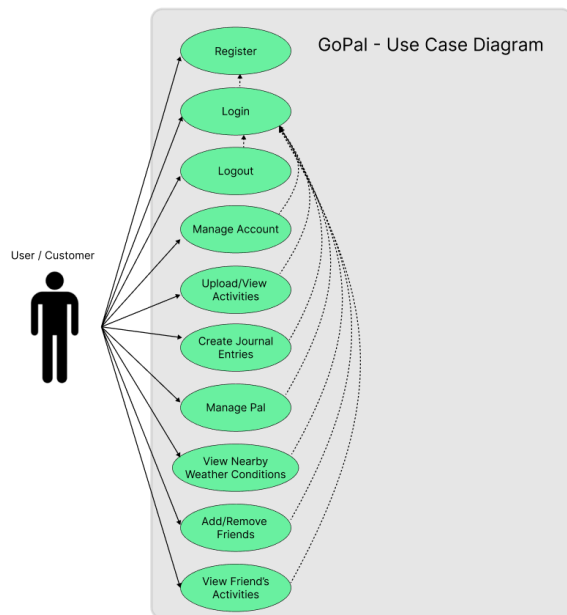 GoPal - Use Case Diagram
Register
Login
Logout
Manage Account
User / Customer
Upload/View
Activities
Create Journal
Entries
Manage Pal
View Nearby
Weather Conditions
Add/Remove
Friends
View Friend's
Activities